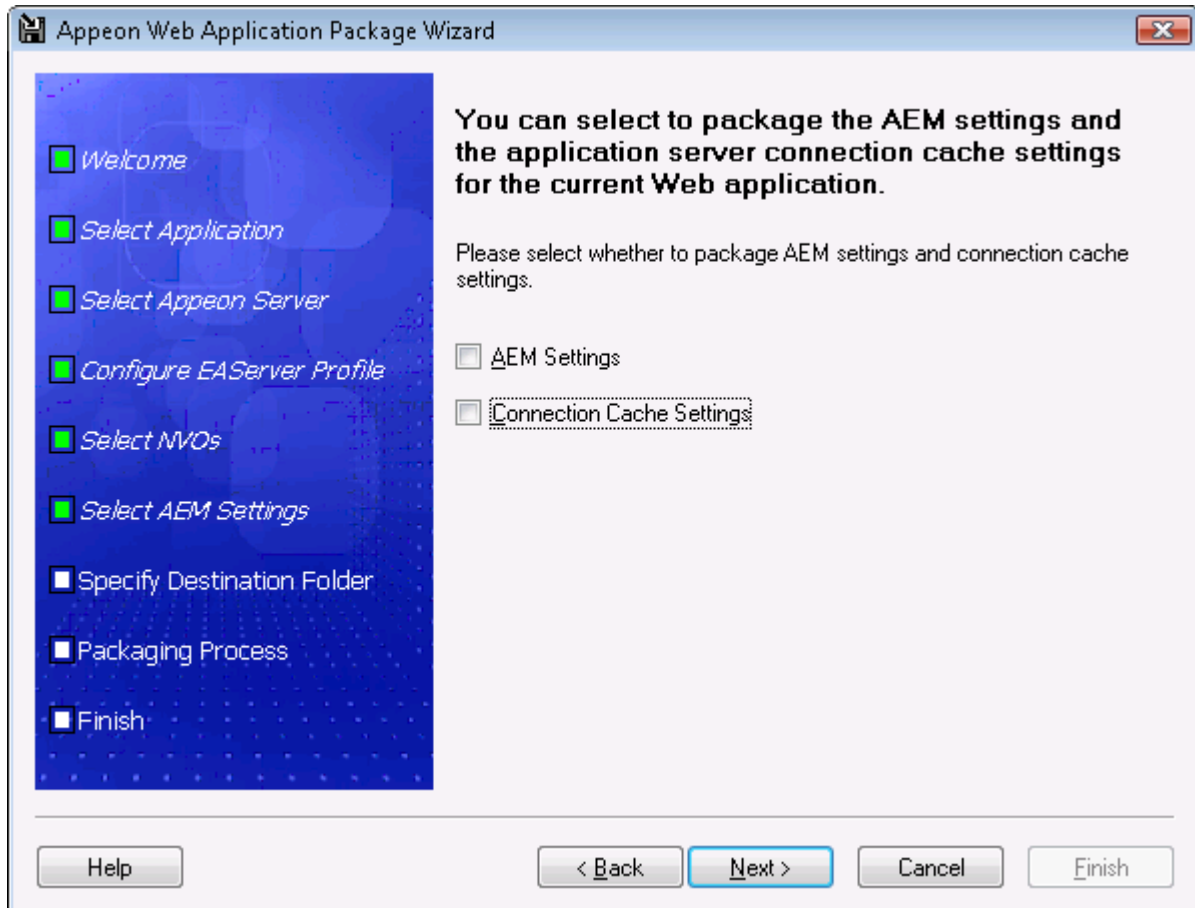 Appeon Web Application Package Wizard
Welcome
Select Application
Select Appeon Server
Configure EAServer Profile
Select NVOs
Select AEM Settings
Specify Destination Folder
Packaging Process
Finish
You can select to package the AEM settings and
the application server connection cache settings
for the current Web application.
Please select whether to package AEM settings and connection cache
settings.
AEM Settings
Connection Cache Settings
Help
< Back
Next >
Cancel
Finish